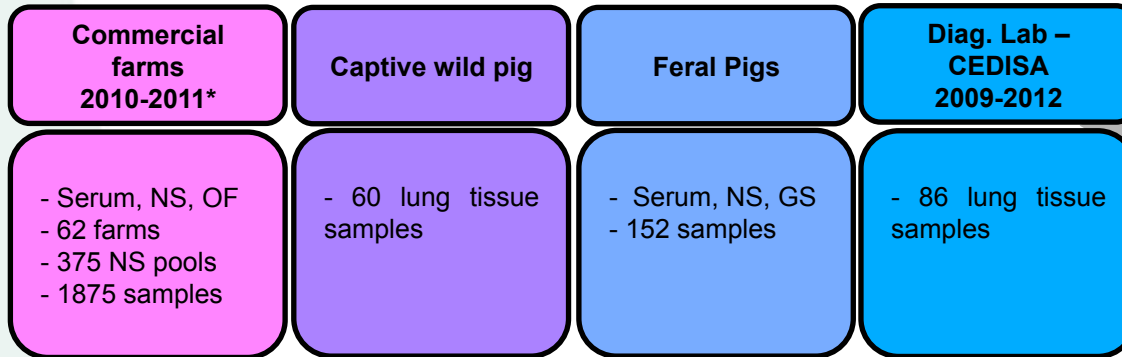 Commercial
farms
2010-2011*
Captive wild pig
Feral Pigs
Diag. Lab –
CEDISA
2009-2012
- Serum, NS, OF
- 62 farms
- 375 NS pools
- 1875 samples
- 60 lung tissue
samples
- Serum, NS, GS
- 152 samples
- 86 lung tissue
samples